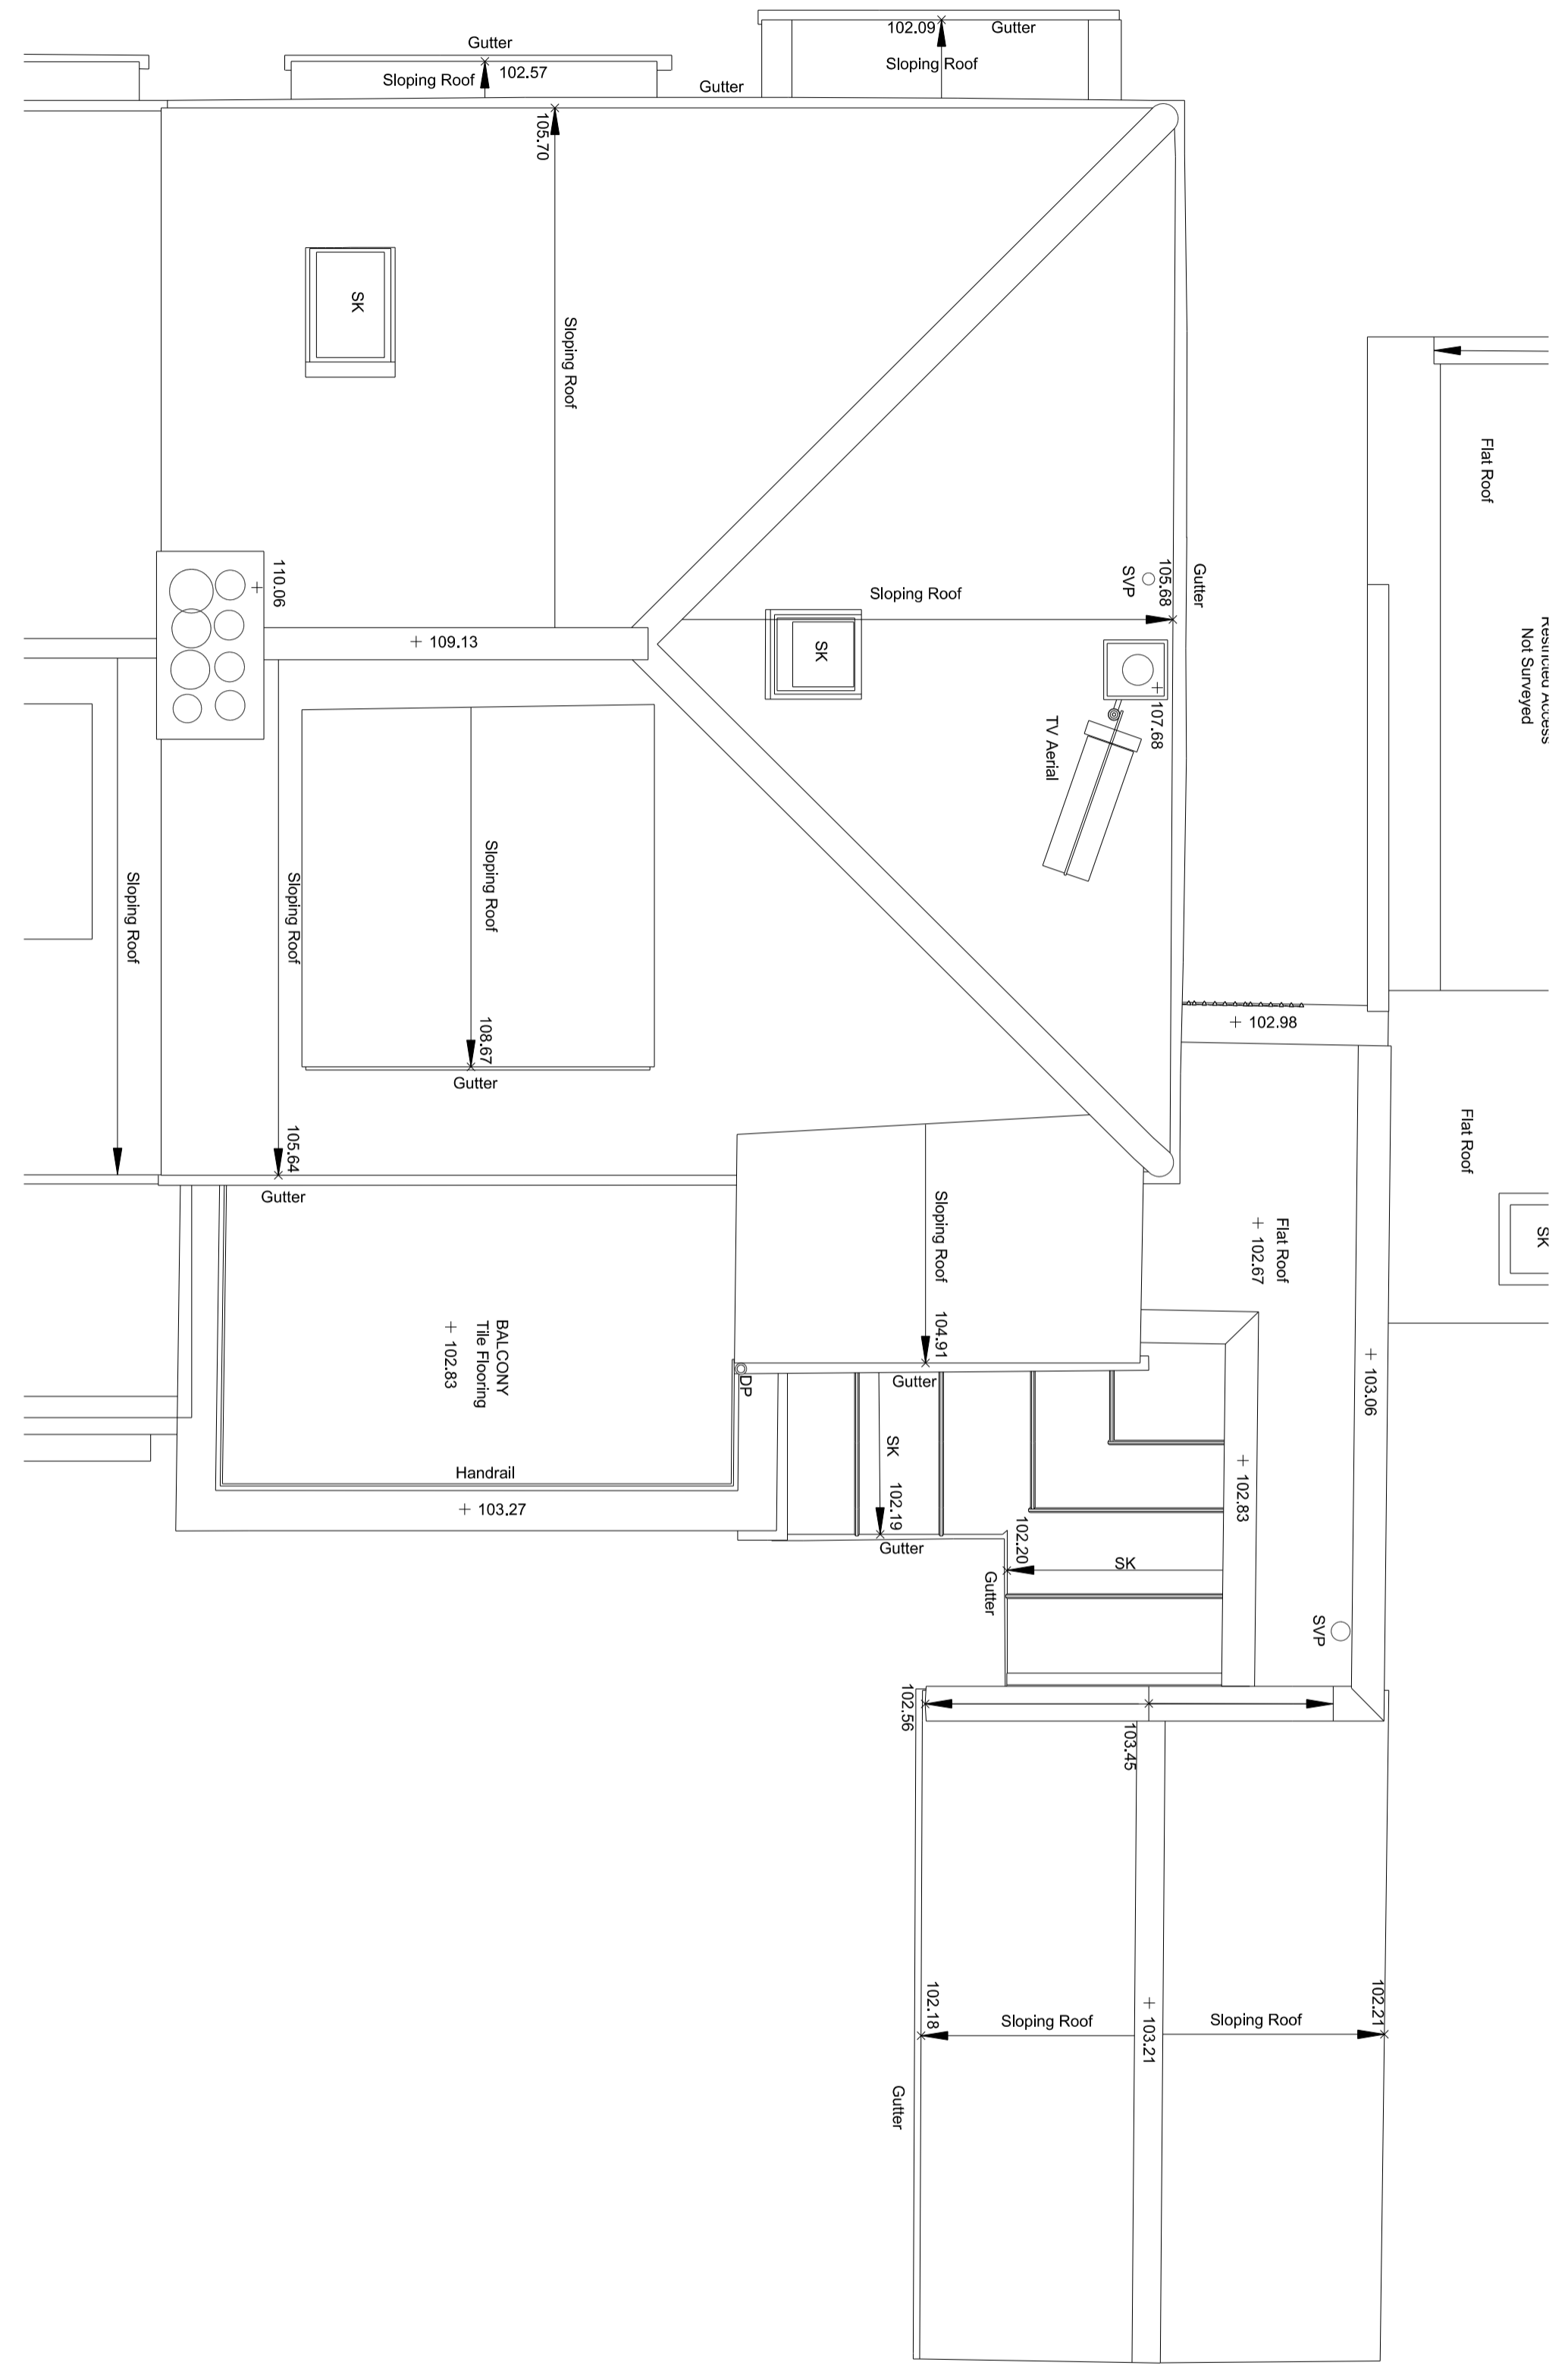 102.09
Gutter
Sloping Roof
Gutter
Sloping Roof
102.57
Gutter
105.70
SK
Sloping Roof
Flat Roof
110.06
109.13
Sloping Roof
SK
SVP
105.68
Gutter
Not Surveyed
107.68
TV Aerial
Sloping Roof
Sloping Roof
Sloping Roof
108.67
Gutter
102.98
105.64
Gutter
Sloping Roof
104.91
Gutter
Flat Roof
102.67
Flat Roof
SK
BALCONY
Tile Flooring
102.83
DP
103.06
SK
102.19
Gutter
Handrail
103.27
102.83
102.20
SK
Gutter
SVP
102.56
103.45
102.18
Sloping Roof
103.21
Sloping Roof
102.21
Gutter